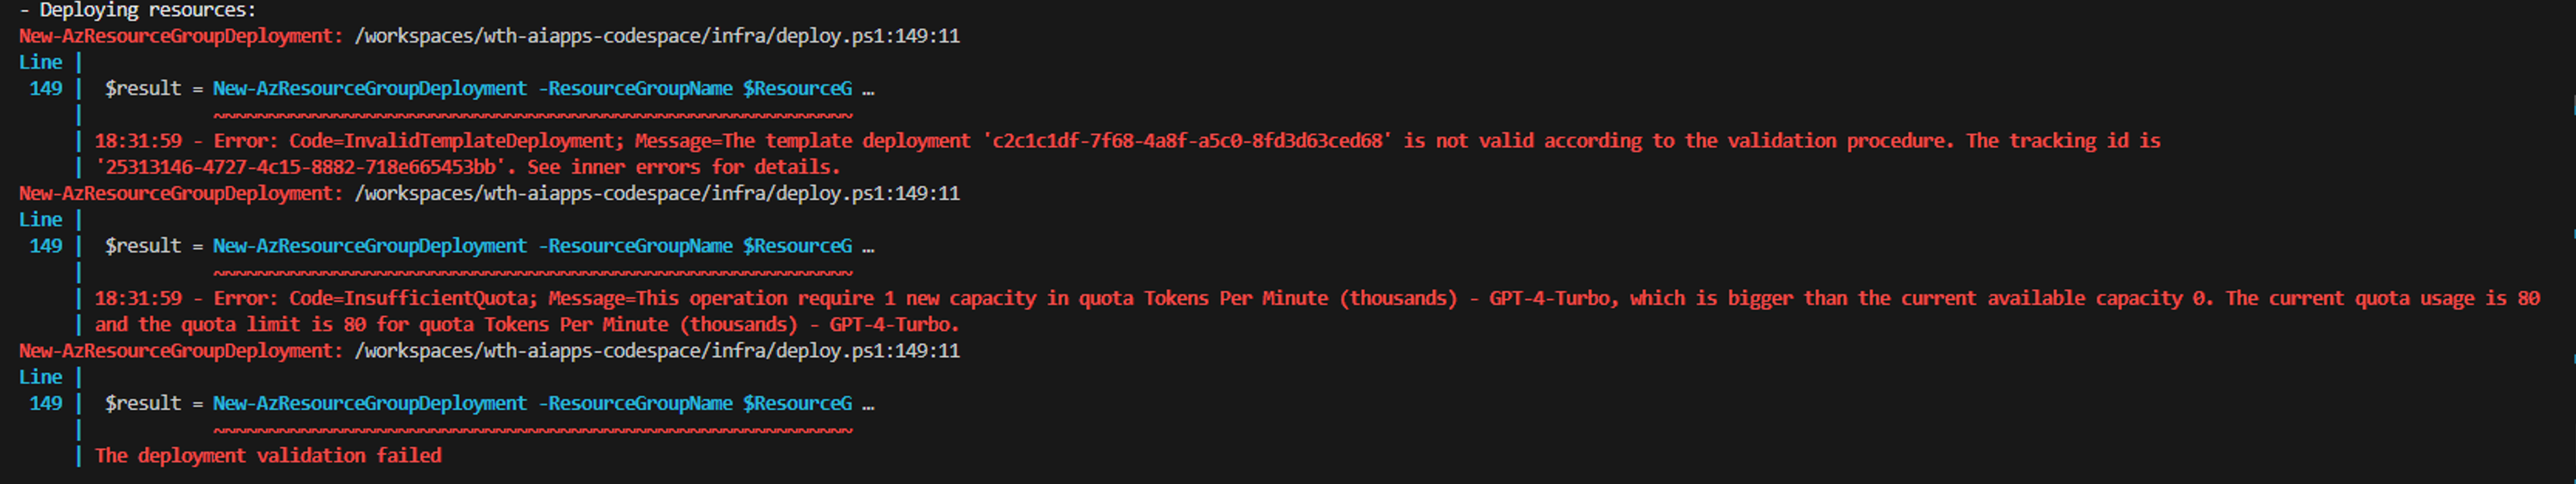 - Deploying resources:
New-AzResourceGroupDeployment: /workspaces/wth-aiapps-codespace/infra/deploy.ps1:149:11
Line |
149 | $result = New-AzResourceGroupDeployment -ResourceGroupName $ResourceG …
| ~~~~~~~~~~~~~~~~~~~~~~~~~~~~~~~~~~~~~~~~~~~~~~~~~~~~~~~~~~~
| 18:31:59 - Error: Code=InvalidTemplateDeployment; Message=The template deployment 'c2c1c1df-7f68-4a8f-a5c0-8fd3d63ced68' is not valid according to the validation procedure. The tracking id is
| '25313146-4727-4c15-8882-718e665453bb'. See inner errors for details.
New-AzResourceGroupDeployment: /workspaces/wth-aiapps-codespace/infra/deploy.ps1:149:11
Line |
149 | $result = New-AzResourceGroupDeployment -ResourceGroupName $ResourceG …
| ~~~~~~~~~~~~~~~~~~~~~~~~~~~~~~~~~~~~~~~~~~~~~~~~~~~~~~~~~~~
| 18:31:59 - Error: Code=InsufficientQuota; Message=This operation require 1 new capacity in quota Tokens Per Minute (thousands) - GPT-4-Turbo, which is bigger than the current available capacity 0. The current quota usage is 80
| and the quota limit is 80 for quota Tokens Per Minute (thousands) - GPT-4-Turbo.
New-AzResourceGroupDeployment: /workspaces/wth-aiapps-codespace/infra/deploy.ps1:149:11
Line |
149 | $result = New-AzResourceGroupDeployment -ResourceGroupName $ResourceG …
| ~~~~~~~~~~~~~~~~~~~~~~~~~~~~~~~~~~~~~~~~~~~~~~~~~~~~~~~~~~~
| The deployment validation failed